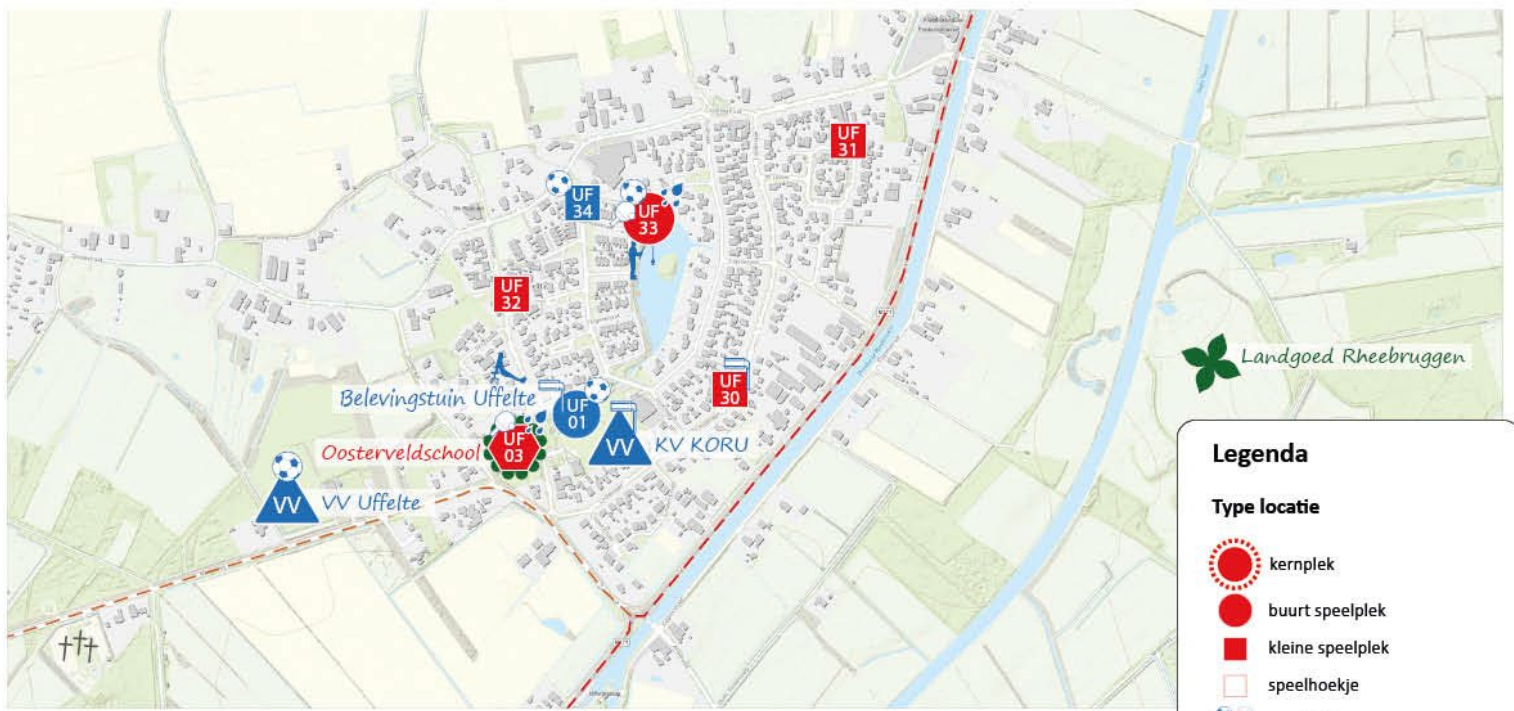 UF
31
UF
34
UF
33
UF
32
UF
30
Landgoed Rheebruggen
Belevingstuin Uffelte
UF
01
Oosterveldschool
UF
03
VV
KV KORU
VV
VV Uffelte
Legenda
Type locatie
kernplek
buurt speelplek
kleine speelplek
speelhoekje